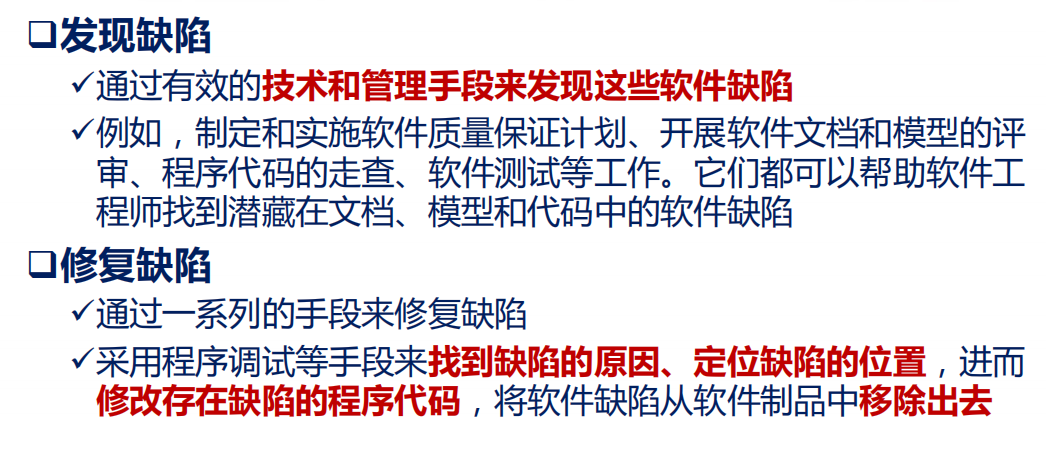 ❑发现缺陷
✓通过有效的技术和管理手段来发现这些软件缺陷
✓例如，制定和实施软件质量保证计划、开展软件文档和模型的评
审、程序代码的走查、软件测试等工作。它们都可以帮助软件工
程师找到潜藏在文档、模型和代码中的软件缺陷
❑修复缺陷
✓通过一系列的手段来修复缺陷
✓采用程序调试等手段来找到缺陷的原因、定位缺陷的位置，进而
修改存在缺陷的程序代码，将软件缺陷从软件制品中移除出去